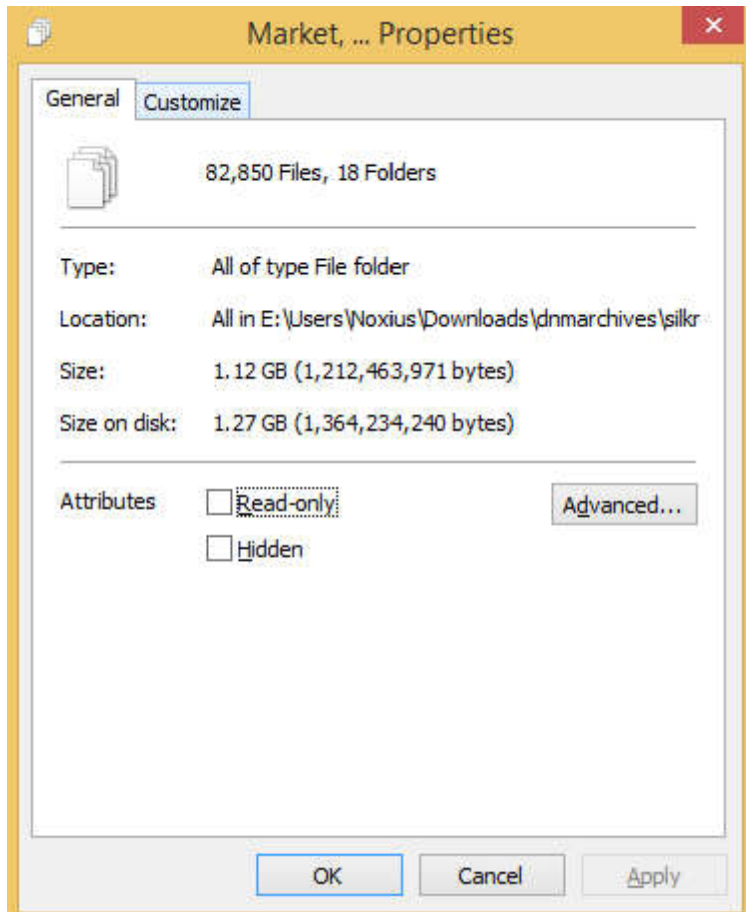 Market, ... Properties
General Customize
82,850 Files, 18 Folders
Type: All of type File folder
Location: All in E:\Users\Noxius\Downloads\dnmarchives\silkr
Size: 1.12 GB (1,212,463,971 bytes)
Size on disk: 1.27 GB (1,364,234,240 bytes)
Attributes Read-only Advanced...
Hidden
OK Cancel Apply